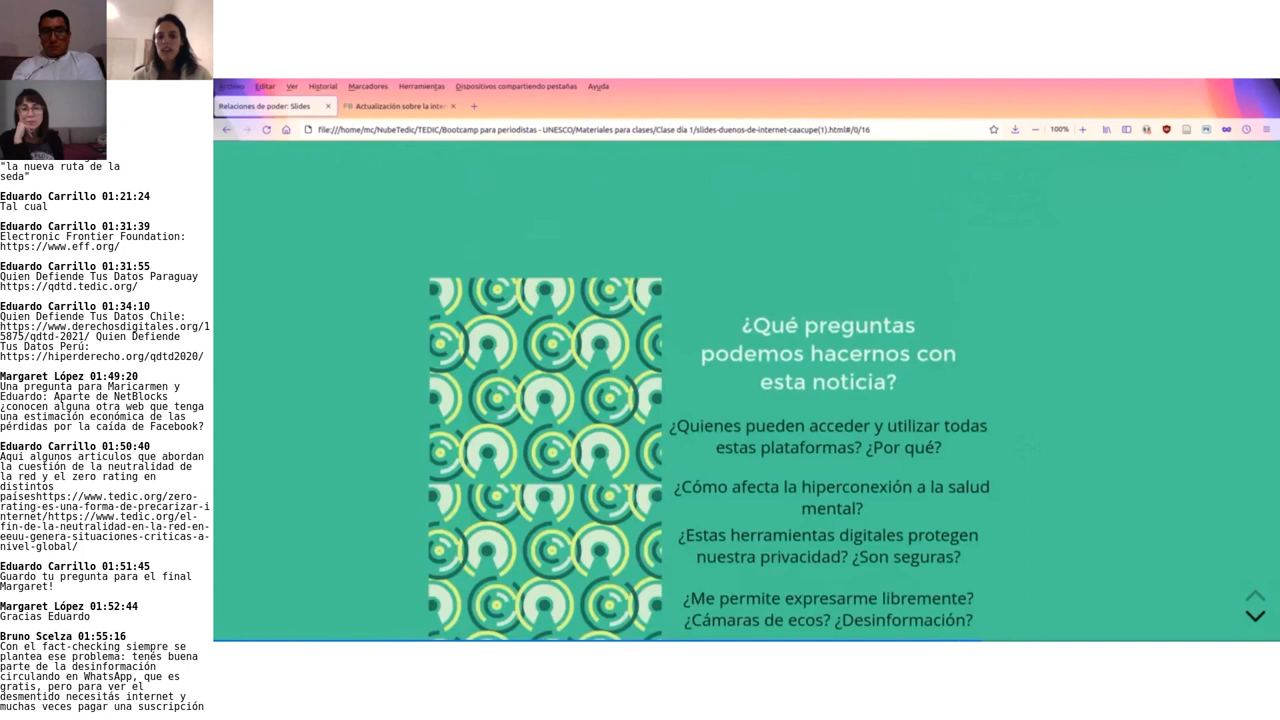 "la nueva ruta de la
seda"
Eduardo Carrillo 01:21:24
Tal cual
Eduardo Carrillo 01:31:39
Electronic Frontier Foundation:
https://www.eff.org/
Eduardo Carrillo 01:31:55
Quien Defiende Tus Datos Paraguay
https://qdtd.tedic.org/
Eduardo Carrillo 01:34:10
Quien Defiende Tus Datos Chile:
https://www.derechosdigitales.org/1
5875/qdtd-2021/ Quien Defiende
Tus Datos Perú:
https://hiperderecho.org/qdtd2020/
Margaret López 01:49:20
Una pregunta para Maricarmen y
Eduardo: Aparte de NetBlocks
¿conocen alguna otra web que tenga
una estimación económica de las
pérdidas por la caída de Facebook?
Eduardo Carrillo 01:50:40
Aqui algunos artículos que abordan
la cuestión de la neutralidad de
la red y el zero rating en
distintos
paíseshttps://www.tedic.org/zero-
rating-es-una-forma-de-precarizar-i
nternet/https://www.tedic.org/el-
fin-de-la-neutralidad-en-la-red-en-
eeuu-genera-situaciones-criticas-a-
nivel-global/
Eduardo Carrillo 01:51:45
Guardo tu pregunta para el final
Margaret!
Margaret López 01:52:44
Gracias Eduardo
Bruno Scelza 01:55:16
Con el fact-checking siempre se
plantea ese problema: tenés buena
parte de la desinformación
circulando en WhatsApp, que es
gratis, pero para ver el
desmentido necesitás internet y
muchas veces pagar una suscripción
Archivo Editar Ver Historial Marcadores Herramientas Dispositivos compartiendo pestañas Ayuda
Relaciones de poder: Slides × FB Actualización sobre la inte × +
file:///home/mc/NubeTedic/TEDIC/Bootcamp para periodistas - UNESCO/Materiales para clases/Clase día 1/slides-duenos-de-internet-caacupe(1).html#/0/16 100%
¿Qué preguntas
podemos hacernos con
esta noticia?
¿Quienes pueden acceder y utilizar todas
estas plataformas? ¿Por qué?
¿Cómo afecta la hiperconexión a la salud
mental?
¿Estas herramientas digitales protegen
nuestra privacidad? ¿Son seguras?
¿Me permite expresarme libremente?
¿Cámaras de ecos? ¿Desinformación?